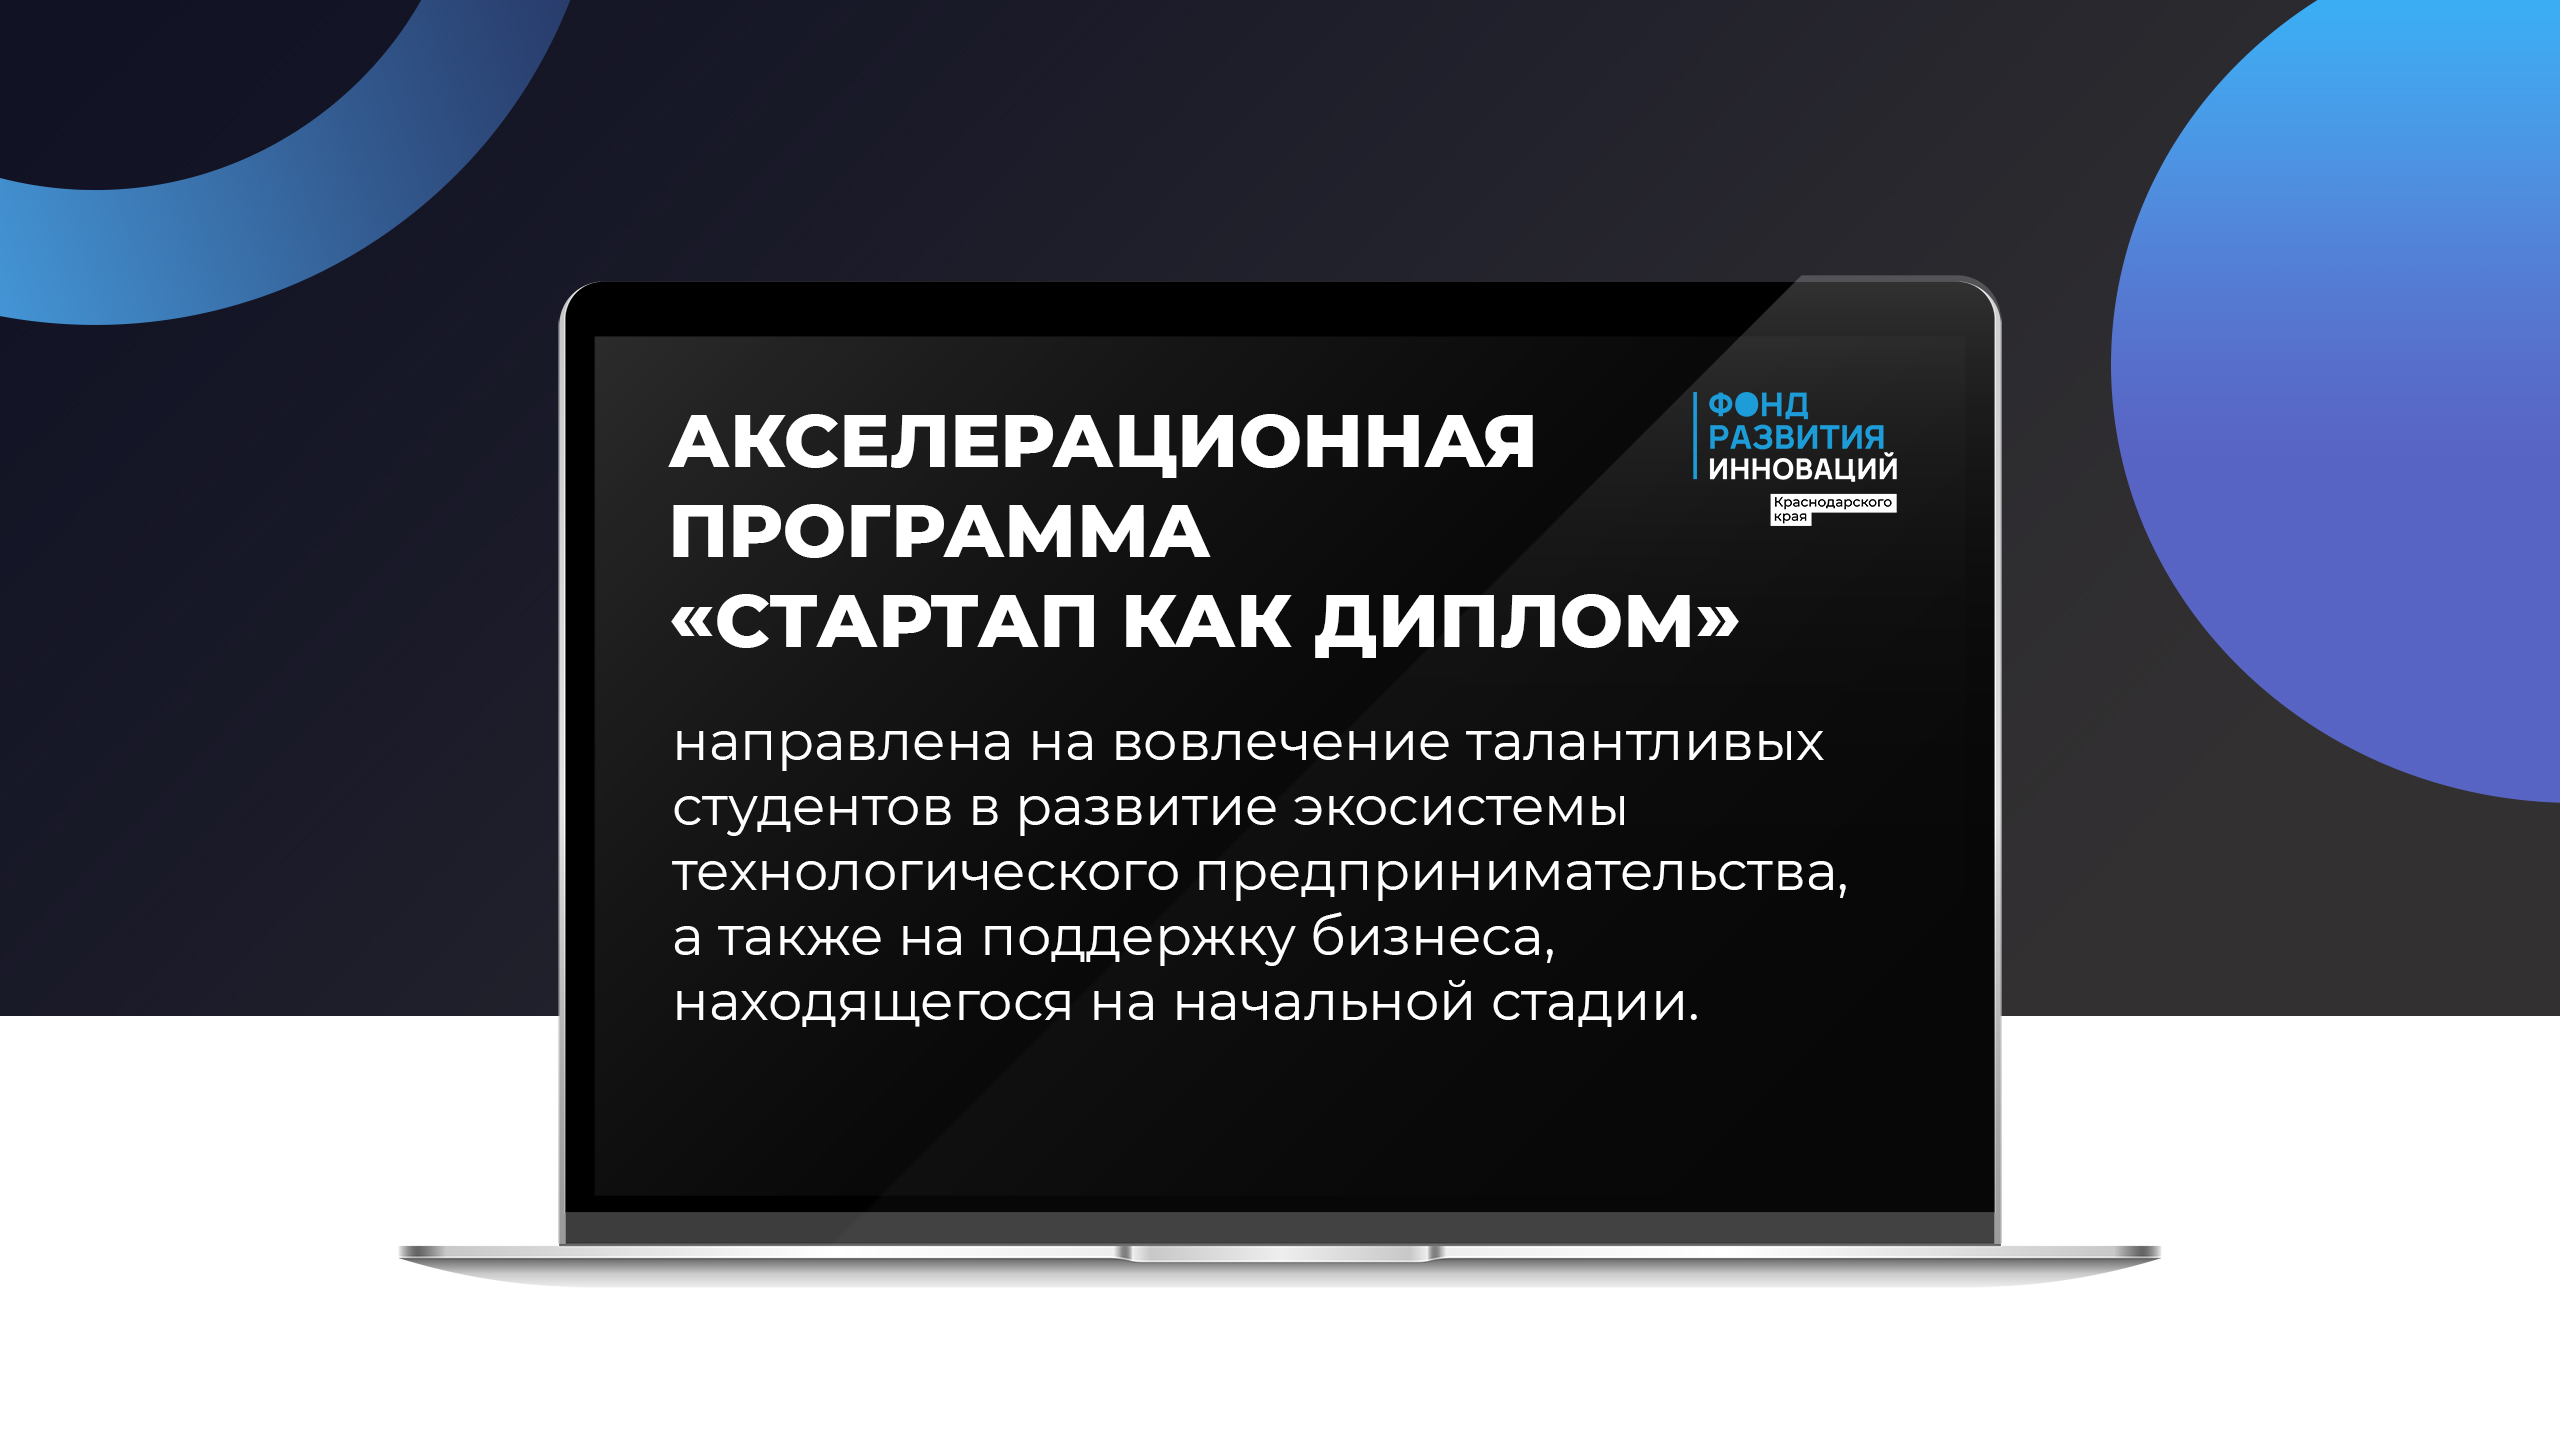 АКСЕЛЕРАЦИОННАЯ
ПРОГРАММА
«СТАРТАП КАК ДИПЛОМ»
ФОНД
РАЗВИТИЯ
ИННОВАЦИЙ
Краснодарского
края
направлена на вовлечение талантливых
студентов в развитие экосистемы
технологического предпринимательства,
а также на поддержку бизнеса,
находящегося на начальной стадии.